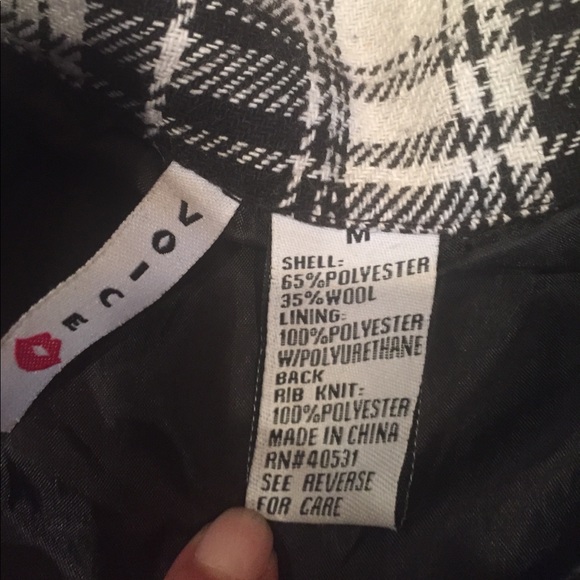 VOICE
M
SHELL:
65%POLYESTER
35%WOOL
LINING:
100%POLYESTER
W/POLYURETHANE
BACK
RIB KNIT:
100%POLYESTER
MADE IN CHINA
RN#40531
SEE REVERSE
FOR CARE